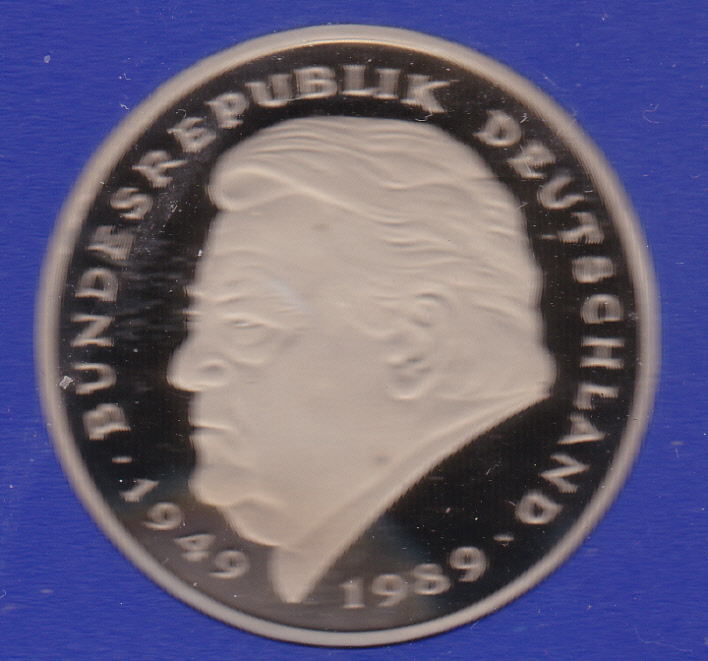 BUNDESREPUBLIK DEUTSCHLAND
· 1949 1989 ·